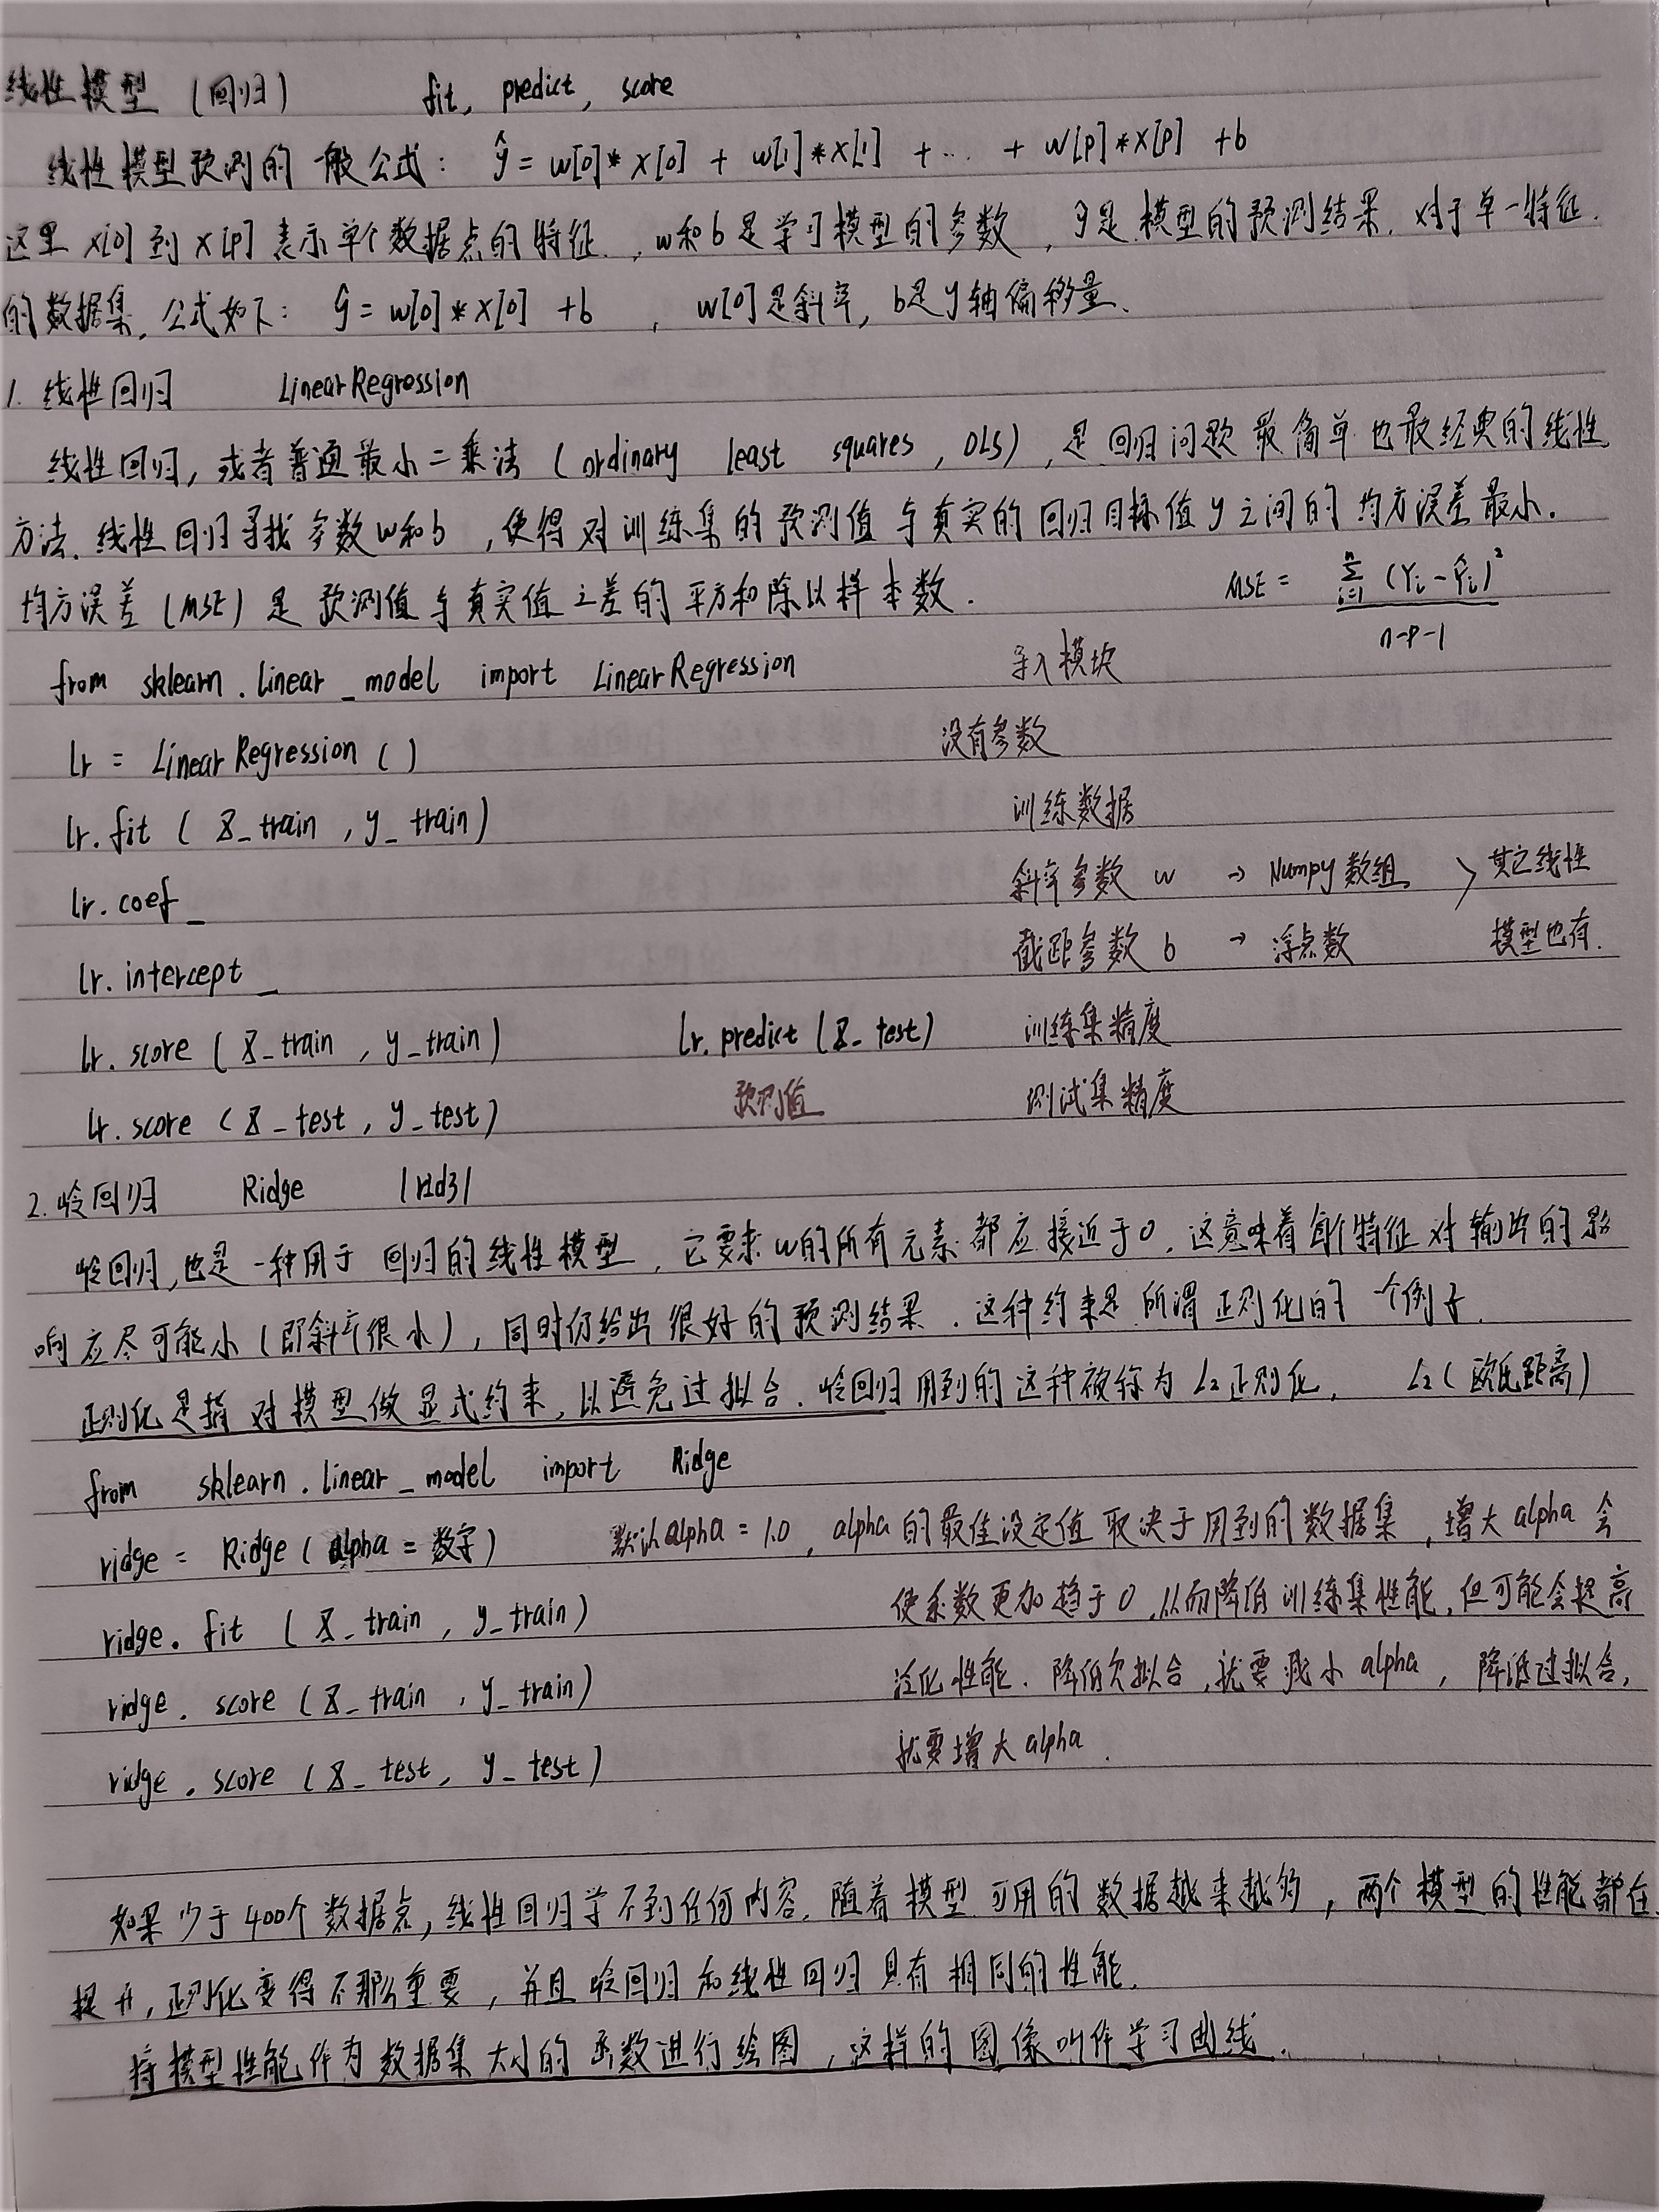 线性模型 (回归) fit, predict, score
线性模型预测的一般公式: ŷ = w[0]* x[0] + w[1]*x[1] + … + w[p]*x[p] + b
这里 x[0] 到 x[p] 表示单个数据点的特征, w和b是学习模型的参数, ŷ是模型的预测结果. 对于单一特征
的数据集, 公式如下: ŷ = w[0]*x[0] + b , w[0]是斜率, b是y轴偏移量.
1. 线性回归 LinearRegression
线性回归, 或者普通最小二乘法 (ordinary least squares, OLS), 是回归问题最简单也最经典的线性
方法. 线性回归寻找参数w和b, 使得对训练集的预测值与真实的回归目标值y之间的均方误差最小.
均方误差 (MSE) 是预测值与真实值之差的平方和除以样本数. MSE = Σ(i=1→n) (Yi - Ŷi)² / n-p-1
from sklearn.linear_model import LinearRegression 导入模块
lr = LinearRegression() 没有参数
lr.fit (X_train, y_train) 训练数据
lr.coef_ 斜率参数 w → Numpy数组 > 其它线性
lr.intercept_ 截距参数 b → 浮点数 模型也有.
lr.score (X_train, y_train) lr.predict (X_test) 训练集精度
lr.score (X_test, y_test) 预测值 测试集精度
2. 岭回归 Ridge |rɪdʒ|
岭回归, 也是一种用于回归的线性模型, 它要求w的所有元素都应接近于0. 这意味着每个特征对输出的影
响应尽可能小 (即斜率很小), 同时仍给出很好的预测结果. 这种约束是所谓正则化的一个例子.
正则化是指对模型做显式约束, 以避免过拟合. 岭回归用到的这种被称为 L₂正则化. L₂ (欧氏距离)
from sklearn.linear_model import Ridge
ridge = Ridge (alpha = 数字) 默认alpha = 1.0, alpha的最佳设定值取决于用到的数据集, 增大alpha会
ridge.fit (X_train, y_train) 使系数更加趋于0, 从而降低训练集性能, 但可能会提高
ridge.score (X_train, y_train) 泛化性能. 降低欠拟合, 就要减小alpha, 降低过拟合,
ridge.score (X_test, y_test) 就要增大alpha.
如果少于400个数据点, 线性回归学不到任何内容. 随着模型可用的数据越来越多, 两个模型的性能都在
提升, 正则化变得不那么重要, 并且岭回归和线性回归具有相同的性能.
将模型性能作为数据集大小的函数进行绘图, 这样的图像叫作学习曲线.